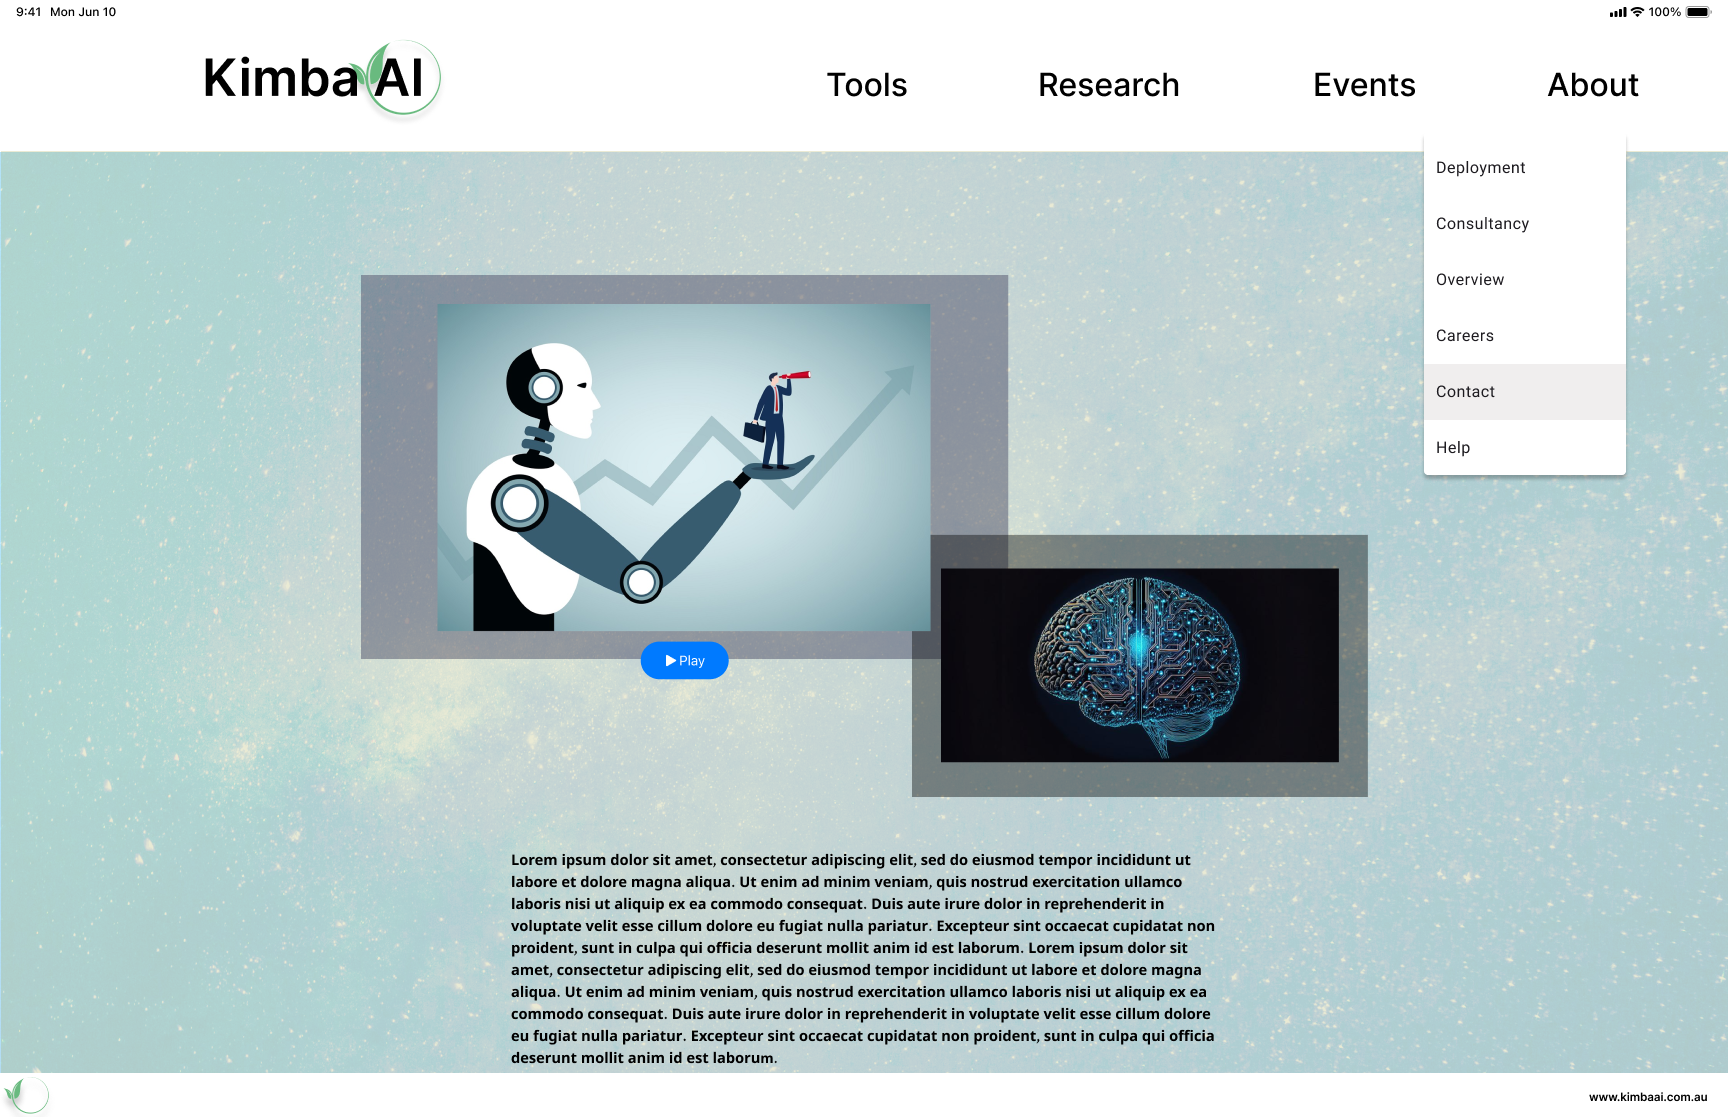 9:41 Mon Jun 10
100%
Kimba AI
Tools
Research
Events
About
Deployment
Consultancy
Overview
Careers
Contact
Help
Play
Lorem ipsum dolor sit amet, consectetur adipiscing elit, sed do eiusmod tempor incididunt ut
labore et dolore magna aliqua. Ut enim ad minim veniam, quis nostrud exercitation ullamco
laboris nisi ut aliquip ex ea commodo consequat. Duis aute irure dolor in reprehenderit in
voluptate velit esse cillum dolore eu fugiat nulla pariatur. Excepteur sint occaecat cupidatat non
proident, sunt in culpa qui officia deserunt mollit anim id est laborum. Lorem ipsum dolor sit
amet, consectetur adipiscing elit, sed do eiusmod tempor incididunt ut labore et dolore magna
aliqua. Ut enim ad minim veniam, quis nostrud exercitation ullamco laboris nisi ut aliquip ex ea
commodo consequat. Duis aute irure dolor in reprehenderit in voluptate velit esse cillum dolore
eu fugiat nulla pariatur. Excepteur sint occaecat cupidatat non proident, sunt in culpa qui officia
deserunt mollit anim id est laborum.
www.kimbaai.com.au